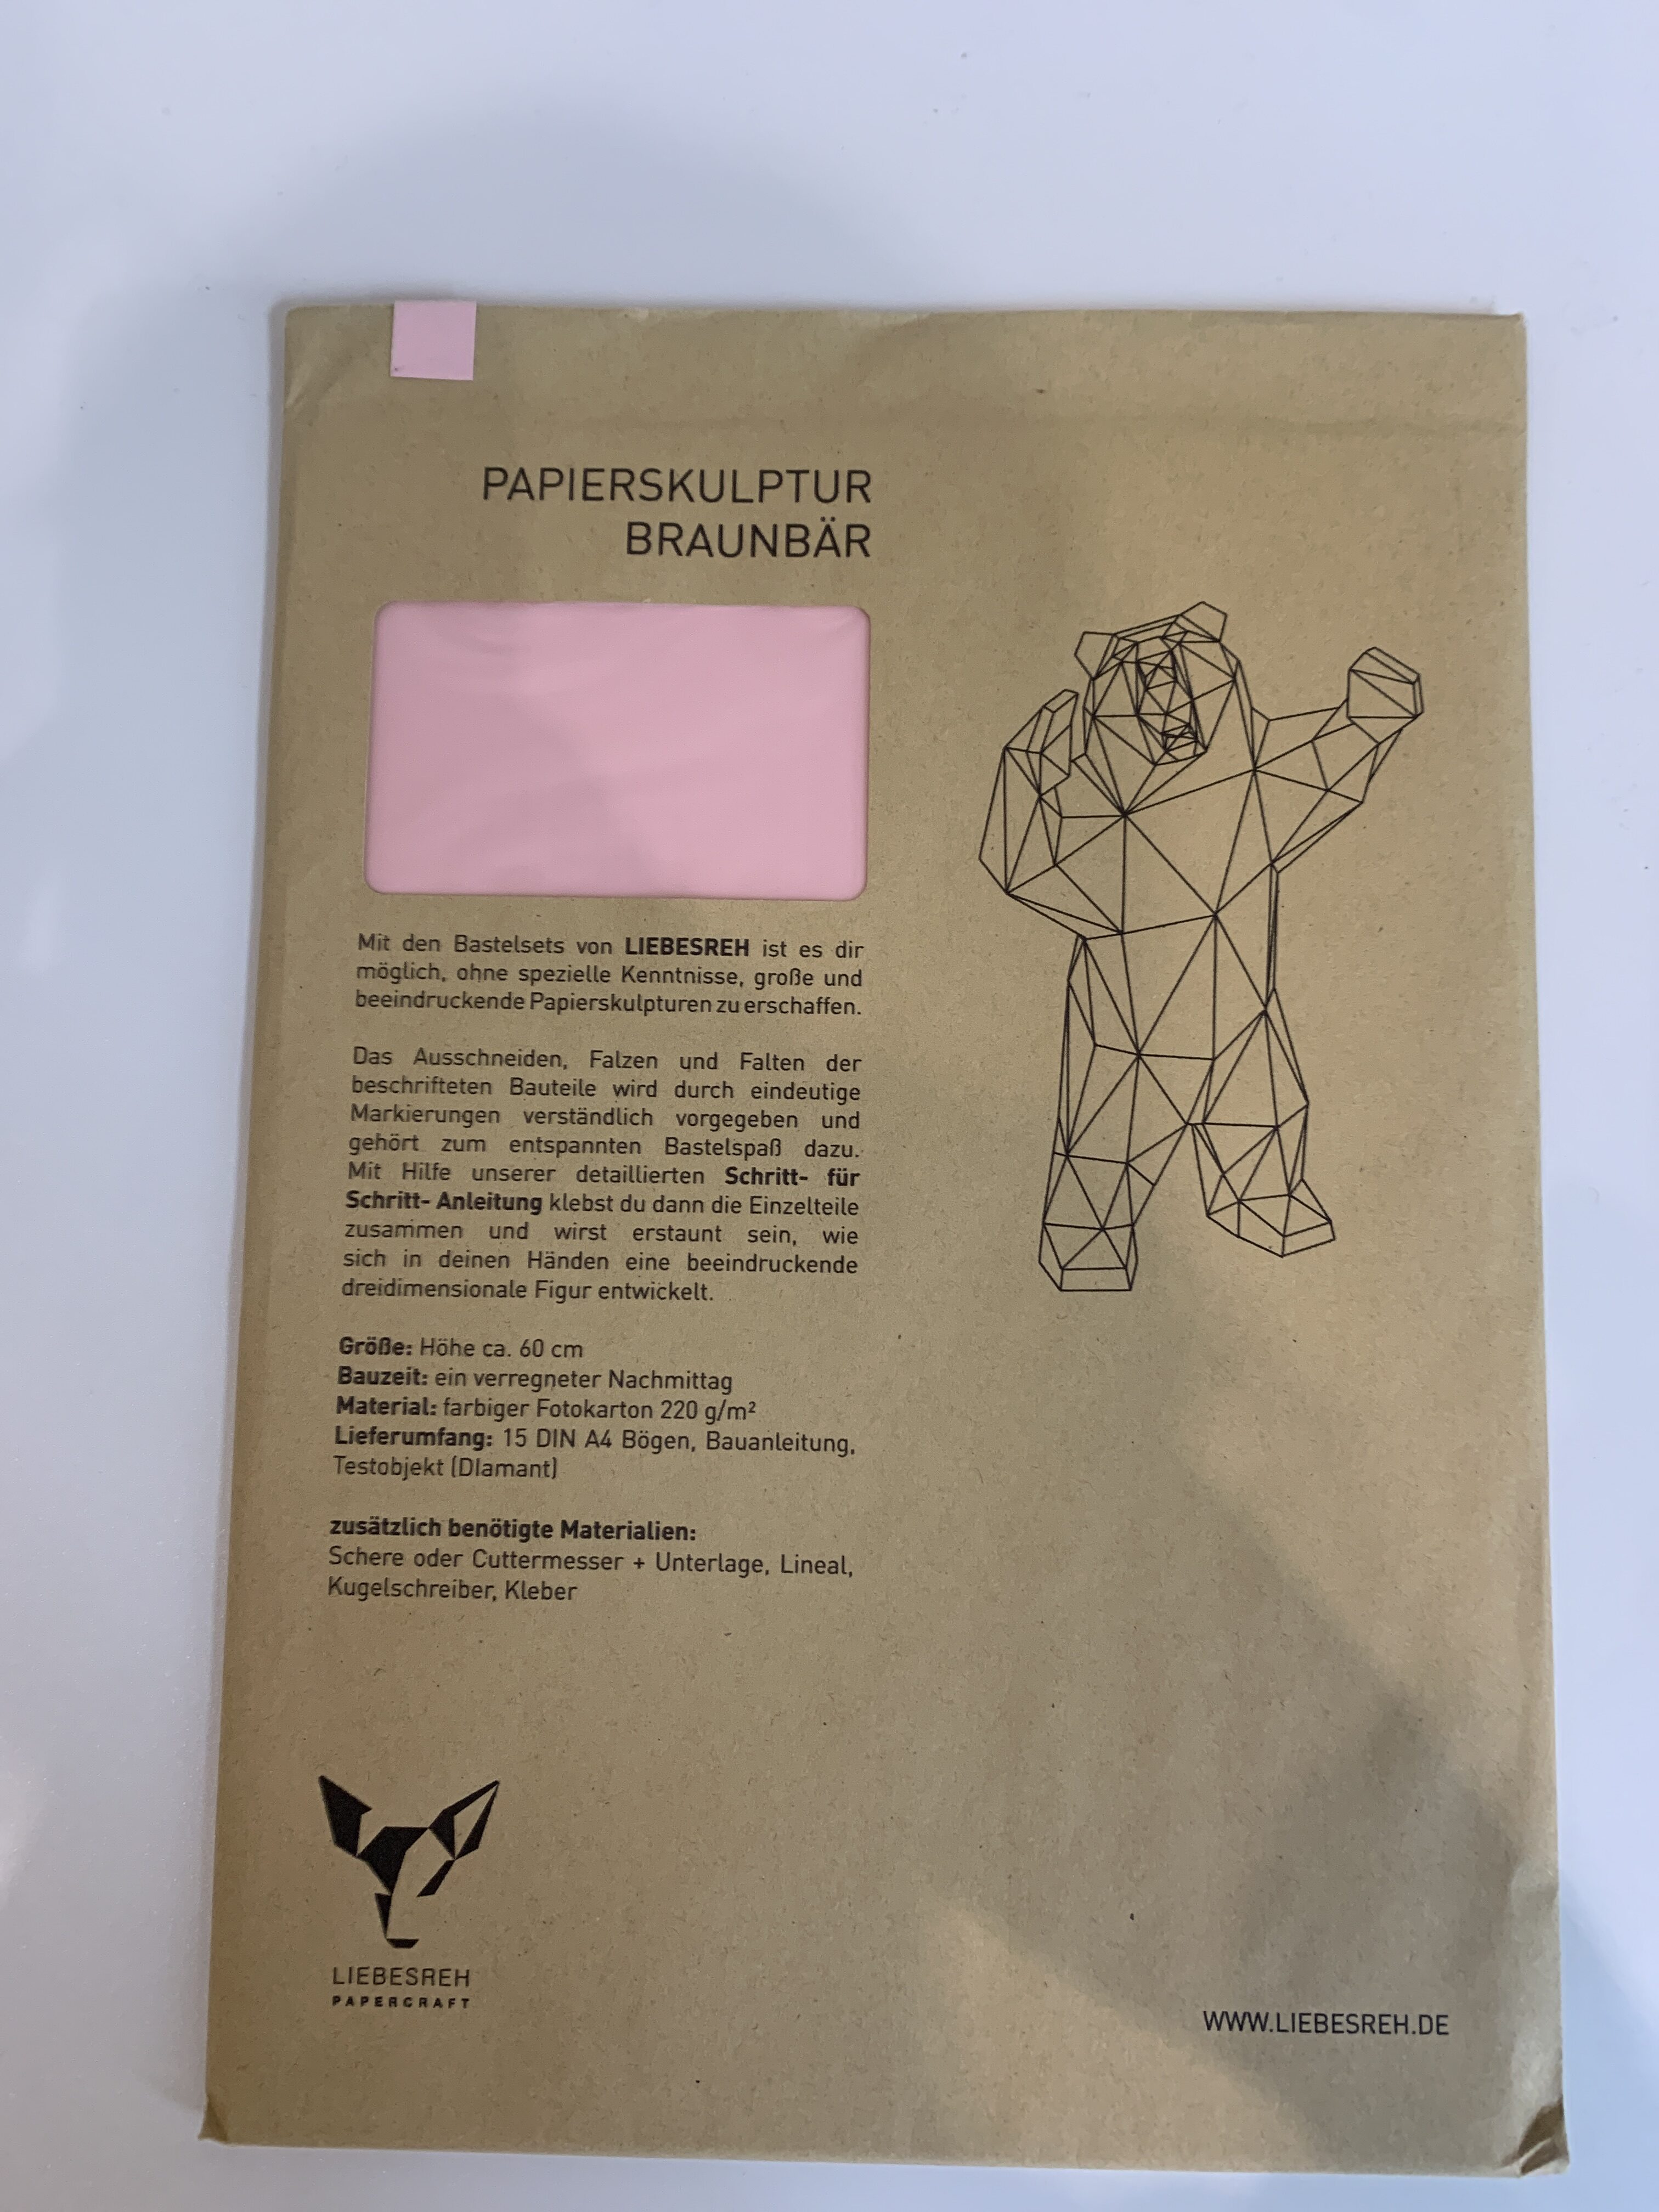 PAPIERSKULPTUR
BRAUNBÄR
Mit den Bastelsets von LIEBESREH ist es dir
möglich, ohne spezielle Kenntnisse, große und
beeindruckende Papierskulpturen zu erschaffen.
Das Ausschneiden, Falzen und Falten der
beschrifteten Bauteile wird durch eindeutige
Markierungen verständlich vorgegeben und
gehört zum entspannten Bastelspaß dazu.
Mit Hilfe unserer detaillierten Schritt- für
Schritt- Anleitung klebst du dann die Einzelteile
zusammen und wirst erstaunt sein, wie
sich in deinen Händen eine beeindruckende
dreidimensionale Figur entwickelt.
Größe: Höhe ca. 60 cm
Bauzeit: ein verregneter Nachmittag
Material: farbiger Fotokarton 220 g/m²
Lieferumfang: 15 DIN A4 Bögen, Bauanleitung,
Testobjekt (DIamant)
zusätzlich benötigte Materialien:
Schere oder Cuttermesser + Unterlage, Lineal,
Kugelschreiber, Kleber
LIEBESREH
PAPERCRAFT
WWW.LIEBESREH.DE